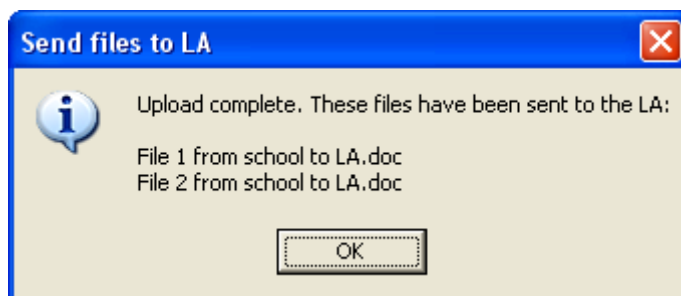 Send files to LA
Upload complete. These files have been sent to the LA:
File 1 from school to LA.doc
File 2 from school to LA.doc
OK